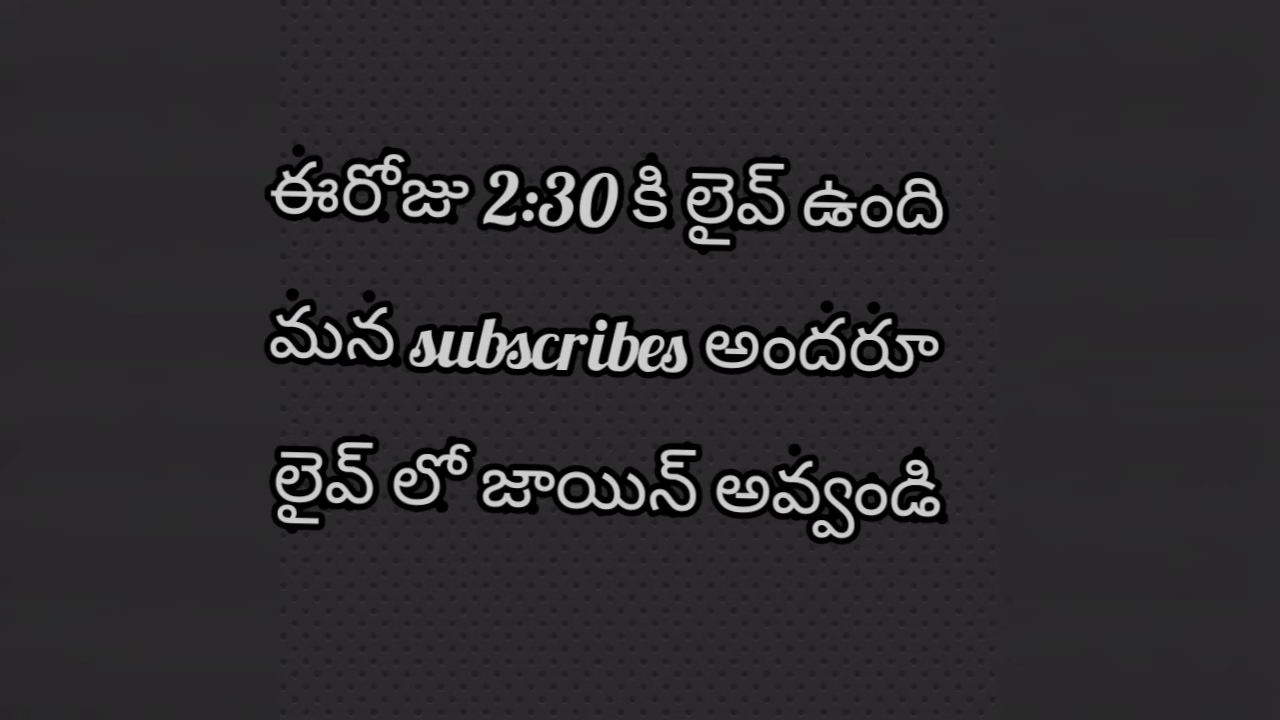 ఈరోజు 2:30 కి లైవ్ ఉంది
మన subscribes అందరూ
లైవ్ లో జాయిన్ అవ్వండి